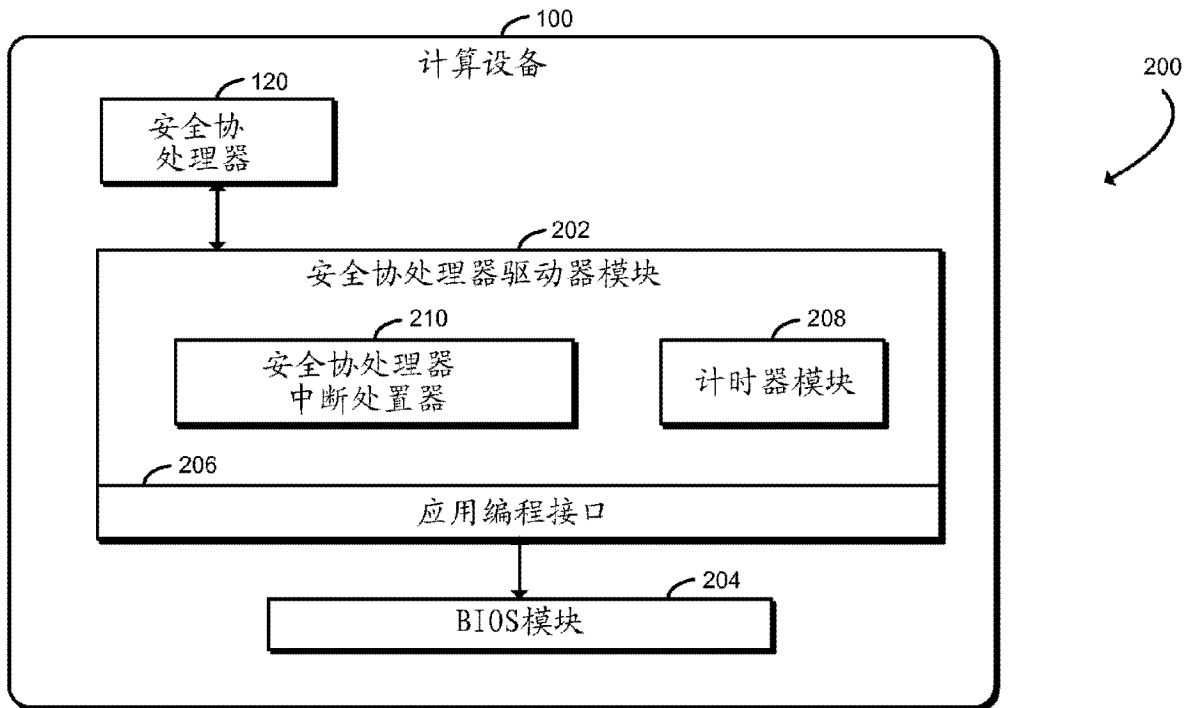 100
计算设备
200
120
安全协
处理器
202
安全协处理器驱动器模块
210
208
安全协处理器
中断处置器
计时器模块
206
应用编程接口
204
BIOS模块